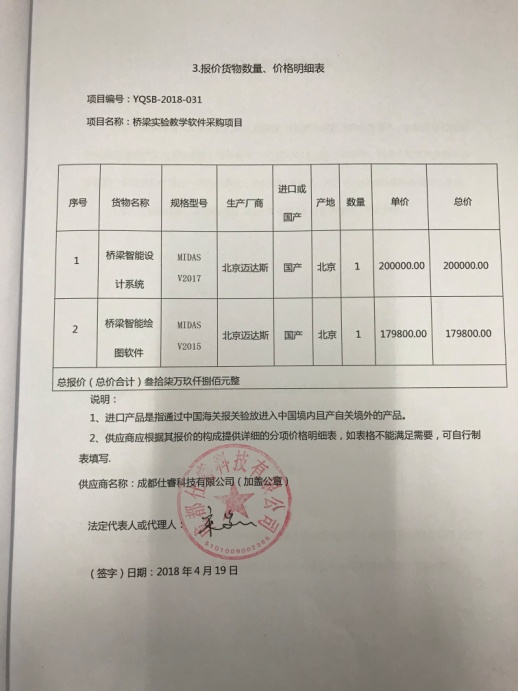 3.报价货物数量、价格明细表
项目编号：YQSB-2018-031
项目名称：桥梁实验教学软件采购项目
序号 货物名称 规格型号 生产厂商 进口或国产 产地 数量 单价 总价
1 桥梁智能设计系统 MIDAS V2017 北京迈达斯 国产 北京 1 200000.00 200000.00
2 桥梁智能绘图软件 MIDAS V2015 北京迈达斯 国产 北京 1 179800.00 179800.00
总报价（总价合计）叁拾柒万玖仟捌佰元整
说明：
1、进口产品是指通过中国海关报关验放进入中国境内且产自关境外的产品。
2、供应商应根据其报价的构成提供详细的分项价格明细表，如表格不能满足需要，可自行制
表填写.
供应商名称：成都仕睿科技有限公司（加盖公章）
法定代表人或代理人：
（签字）日期：2018年4月19日
成都仕睿科技有限公司